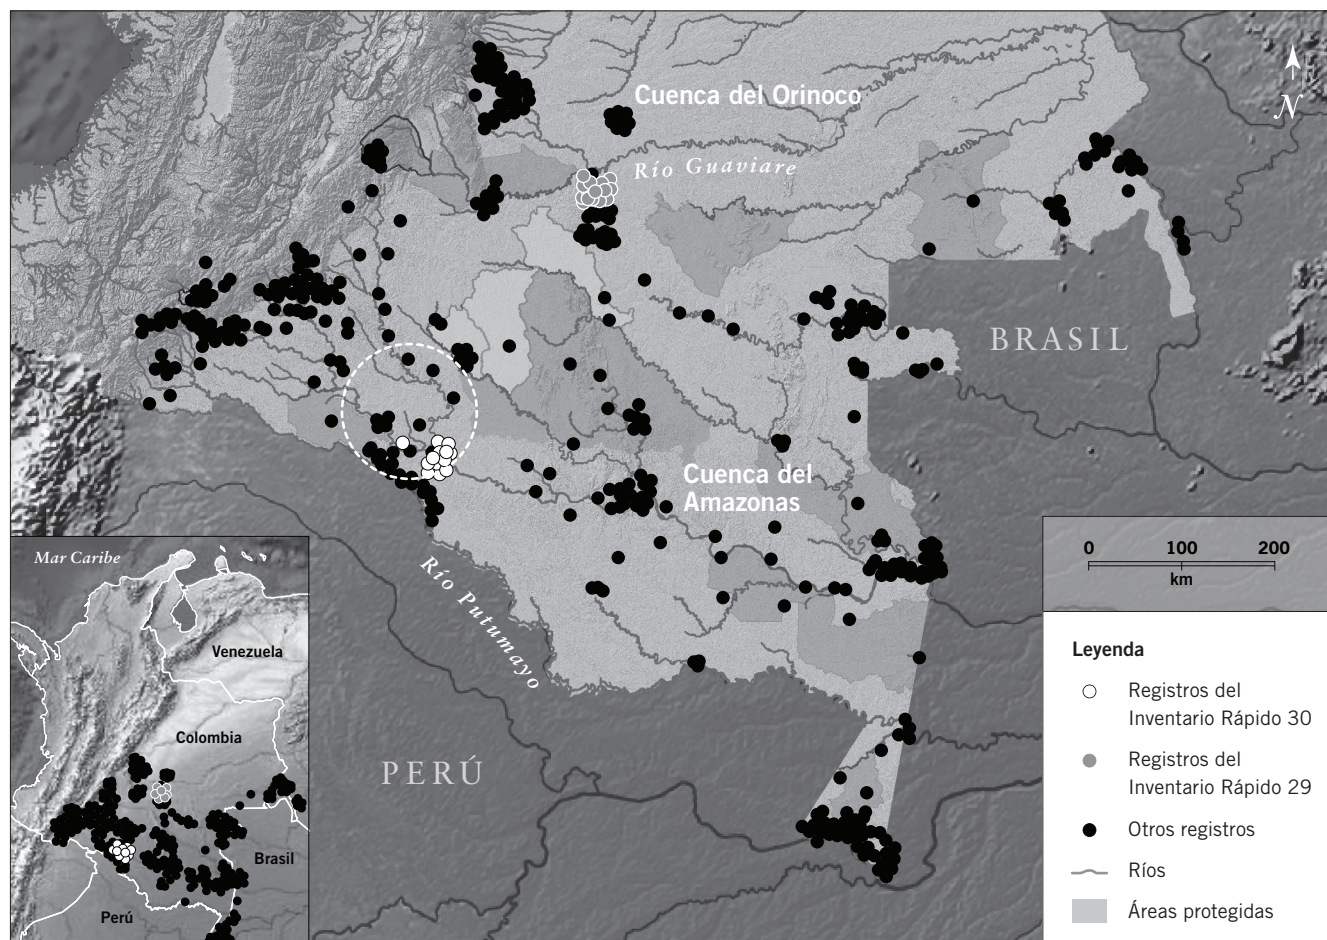 Cuenca del Orinoco
N
Río Guaviare
BRASIL
Cuenca del
Amazonas
Río Putumayo
PERÚ
Mar Caribe
Venezuela
Colombia
Brasil
Perú
0 100 200
km
Leyenda
Registros del
Inventario Rápido 30
Registros del
Inventario Rápido 29
Otros registros
Ríos
Áreas protegidas